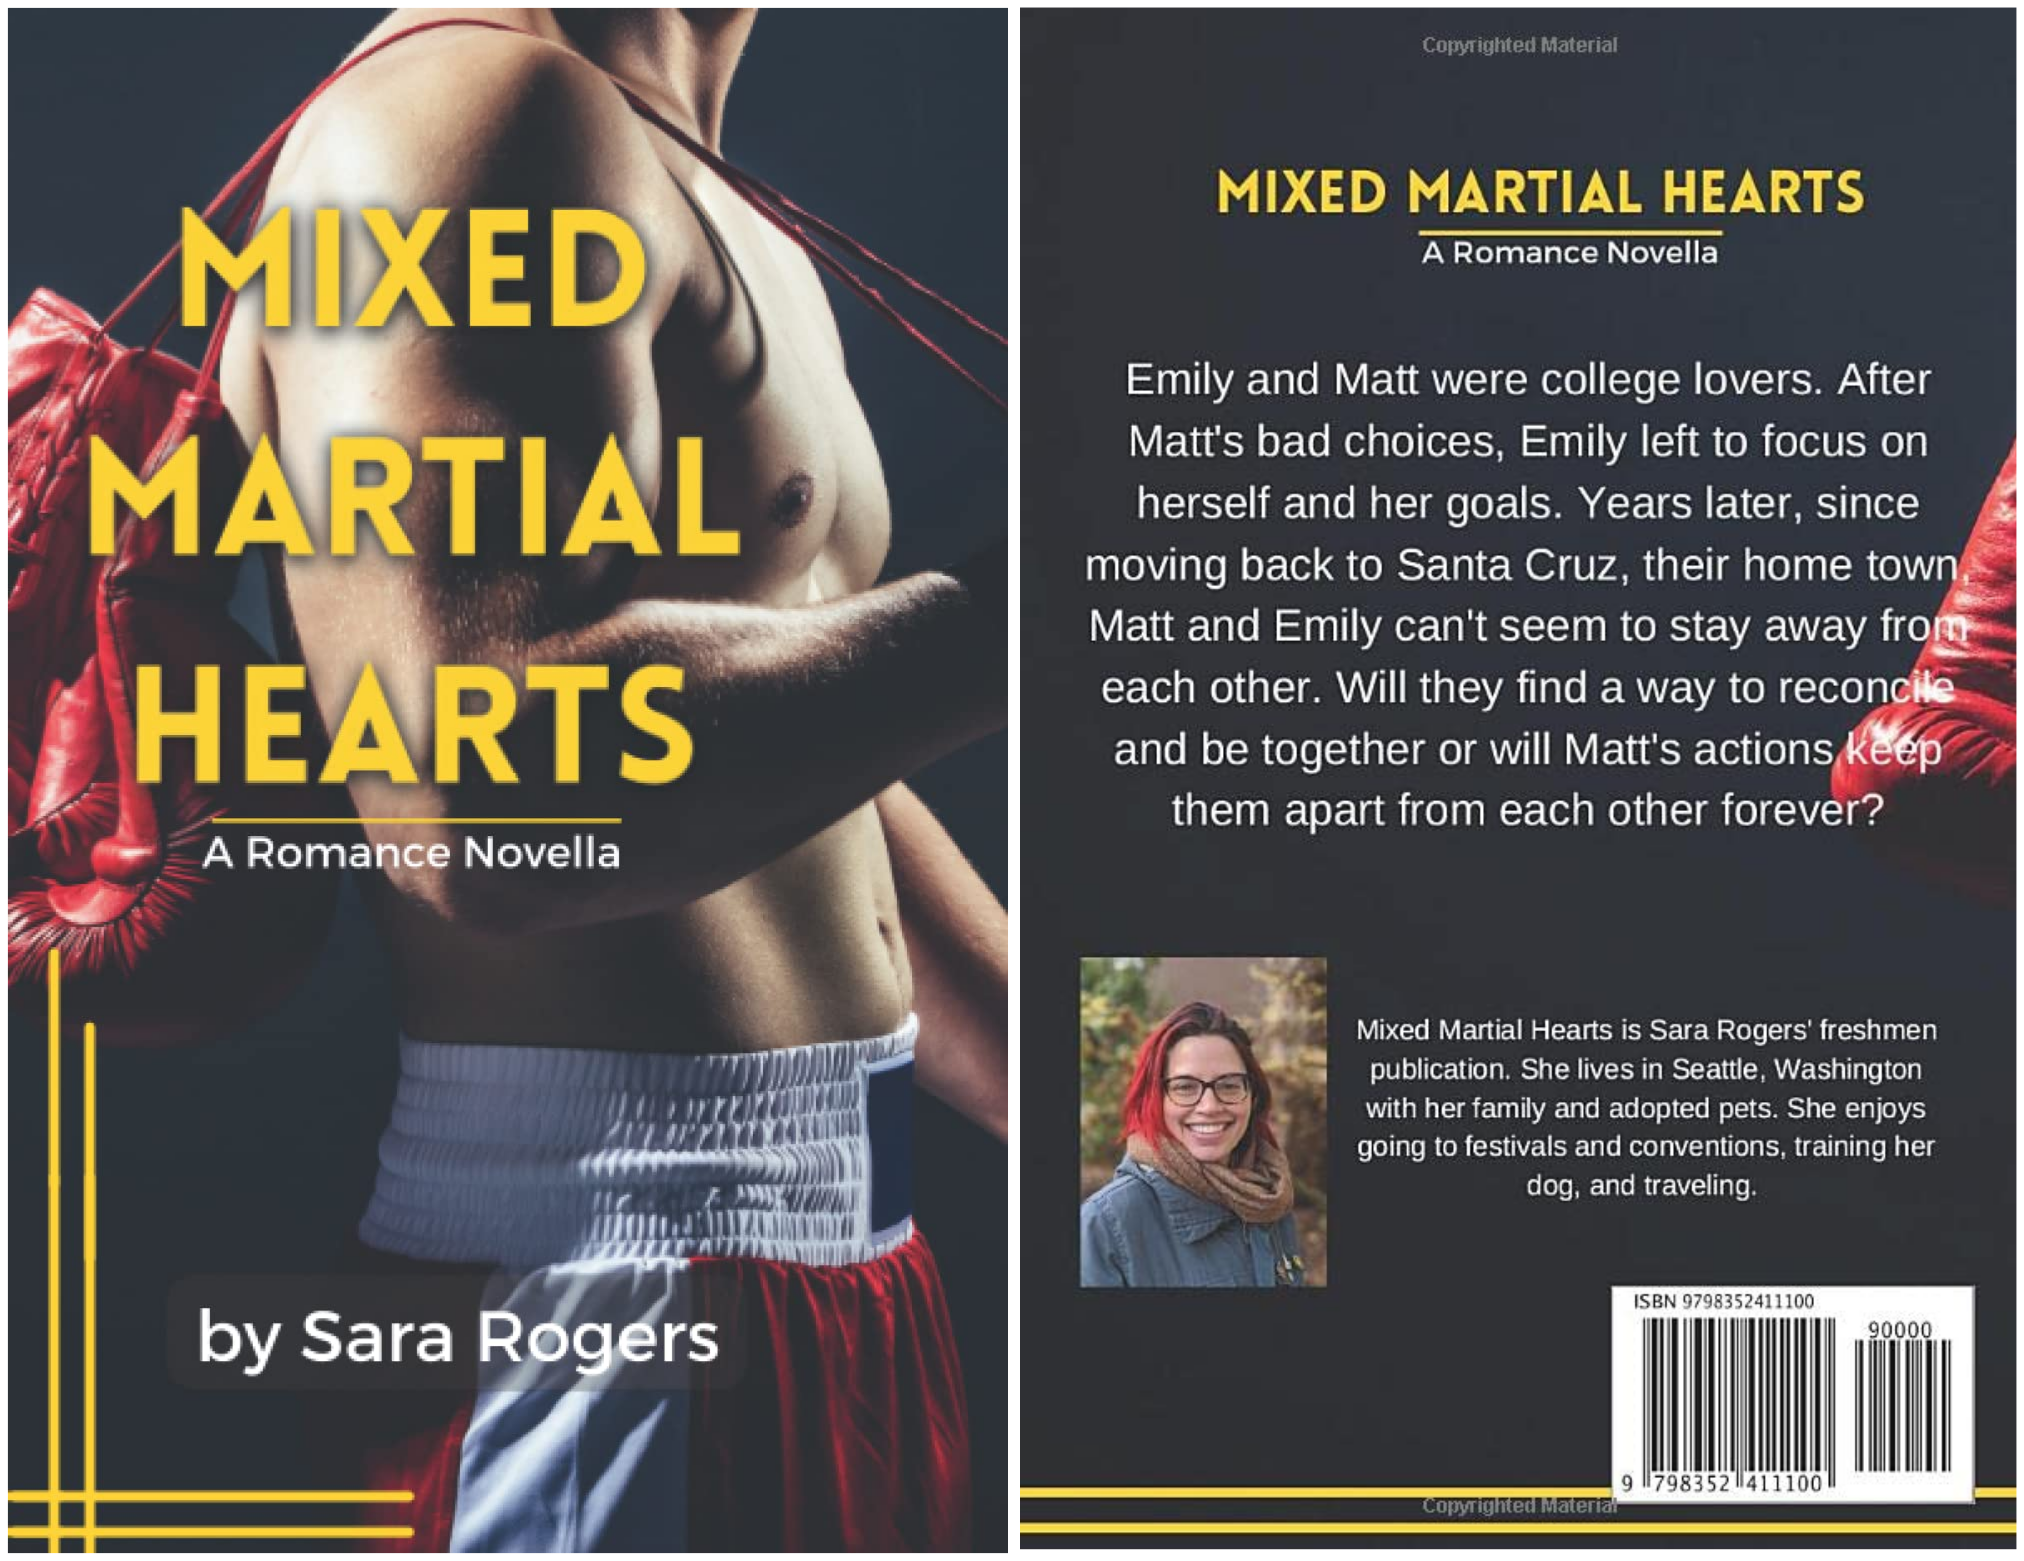 MIXED
MARTIAL
HEARTS
A Romance Novella
by Sara Rogers
Copyrighted Material
MIXED MARTIAL HEARTS
A Romance Novella
Emily and Matt were college lovers. After
Matt's bad choices, Emily left to focus on
herself and her goals. Years later, since
moving back to Santa Cruz, their home town,
Matt and Emily can't seem to stay away from
each other. Will they find a way to reconcile
and be together or will Matt's actions keep
them apart from each other forever?
Mixed Martial Hearts is Sara Rogers' freshmen
publication. She lives in Seattle, Washington
with her family and adopted pets. She enjoys
going to festivals and conventions, training her
dog, and traveling.
ISBN 9798352411100
90000
9 798352 411100
Copyrighted Material